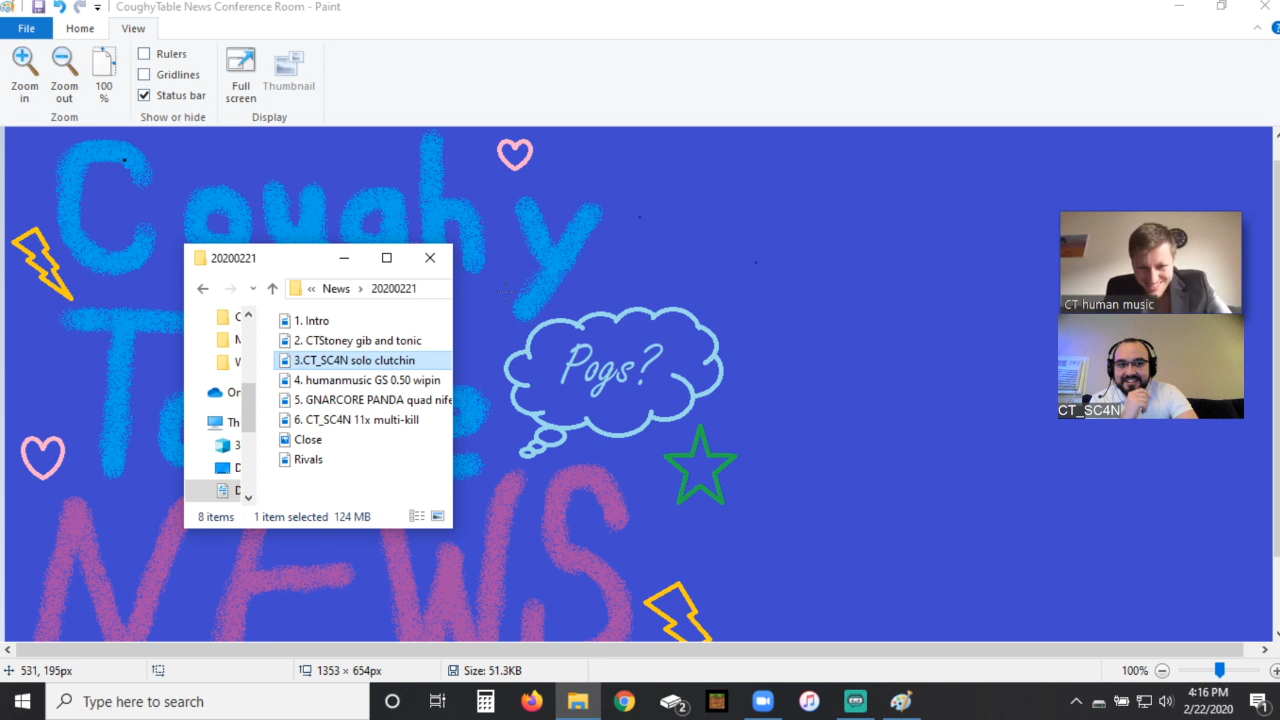 CoughyTable News Conference Room - Paint
File
Home
View
Zoom in
Zoom out
100 %
Rulers
Gridlines
Status bar
Full screen
Thumbnail
Zoom
Show or hide
Display
Coughy
20200221
« News > 20200221
1. Intro
2. CTStoney gib and tonic
3.CT_SC4N solo clutchin
4. humanmusic GS 0.50 wipin
5. GNARCORE PANDA quad nife
6. CT_SC4N 11x multi-kill
Close
Rivals
8 items
1 item selected 124 MB
Pogs?
NEWS
CT human music
CT_SC4N
531, 195px
1353 × 654px
Size: 51.3KB
100%
Type here to search
2
4:16 PM
2/22/2020
1